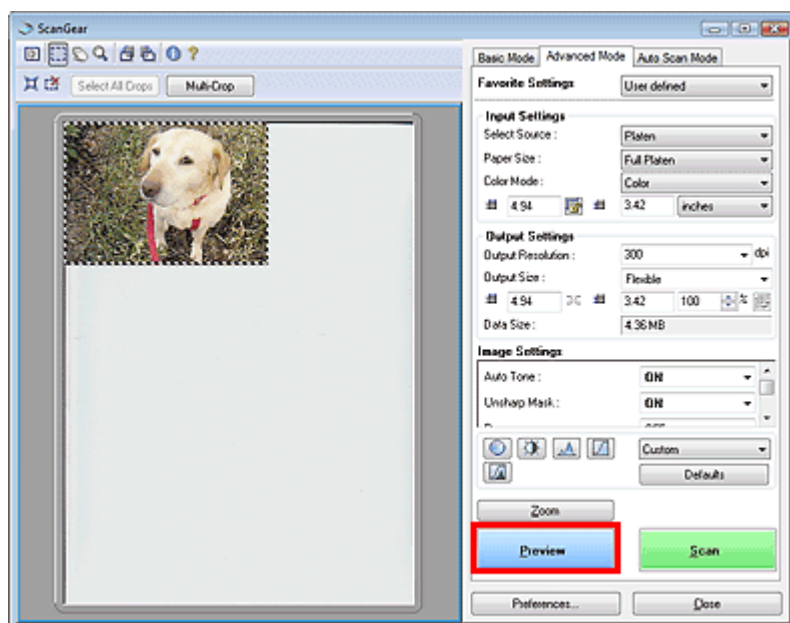 ScanGear
Select All Crops
Multi-Crop
Basic Mode
Advanced Mode
Auto Scan Mode
Favorite Settings
User defined
Input Settings
Select Source :
Platen
Paper Size :
Full Platen
Color Mode :
Color
4.94
3.42
inches
Output Settings
Output Resolution :
300
dpi
Output Size :
Flexible
4.94
3.42
100
%
Data Size :
4.36 MB
Image Settings
Auto Tone :
ON
Unsharp Mask :
ON
Custom
Defaults
Zoom
Preview
Scan
Preferences...
Close